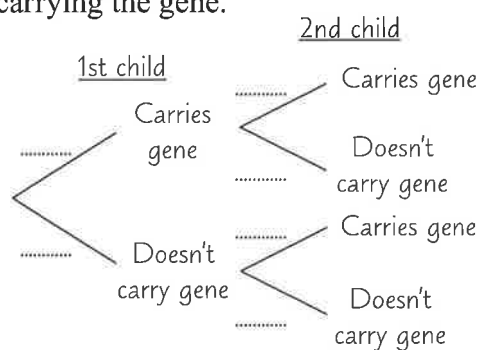 carrying the gene.
2nd child
1st child
Carries gene
Carries
gene
Doesn't
carry gene
Carries gene
Doesn't
carry gene
Doesn't
carry gene